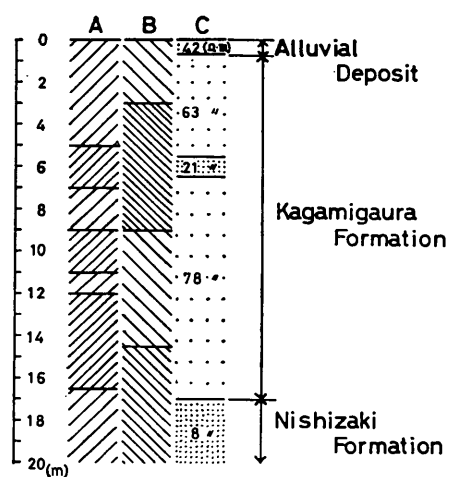 A B C
0
42 (Ω·m)
Alluvial
Deposit
2
63 〃
4
6
21 〃
8
Kagamigaura
Formation
10
78 〃
12
14
16
18
8 〃
Nishizaki
Formation
20 (m)